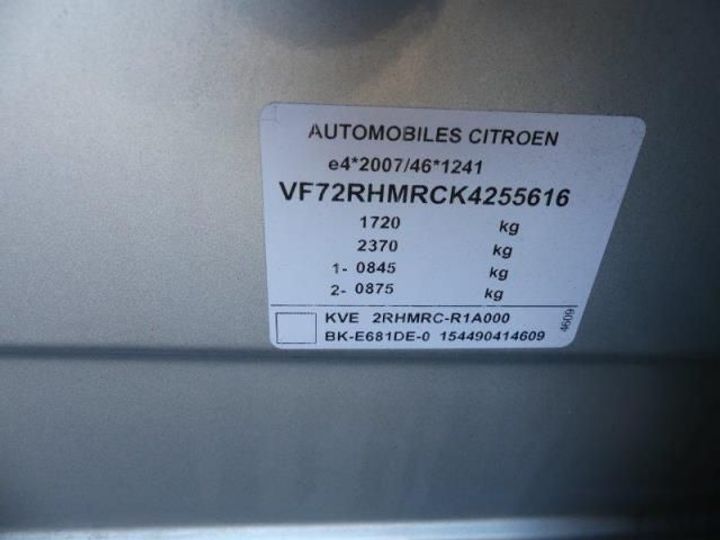 AUTOMOBILES CITROEN
e4*2007/46*1241
VF72RHMRCK4255616
1720 kg
2370 kg
1- 0845 kg
2- 0875 kg
KVE 2RHMRC-R1A000
BK-E681DE-0 154490414609
4609